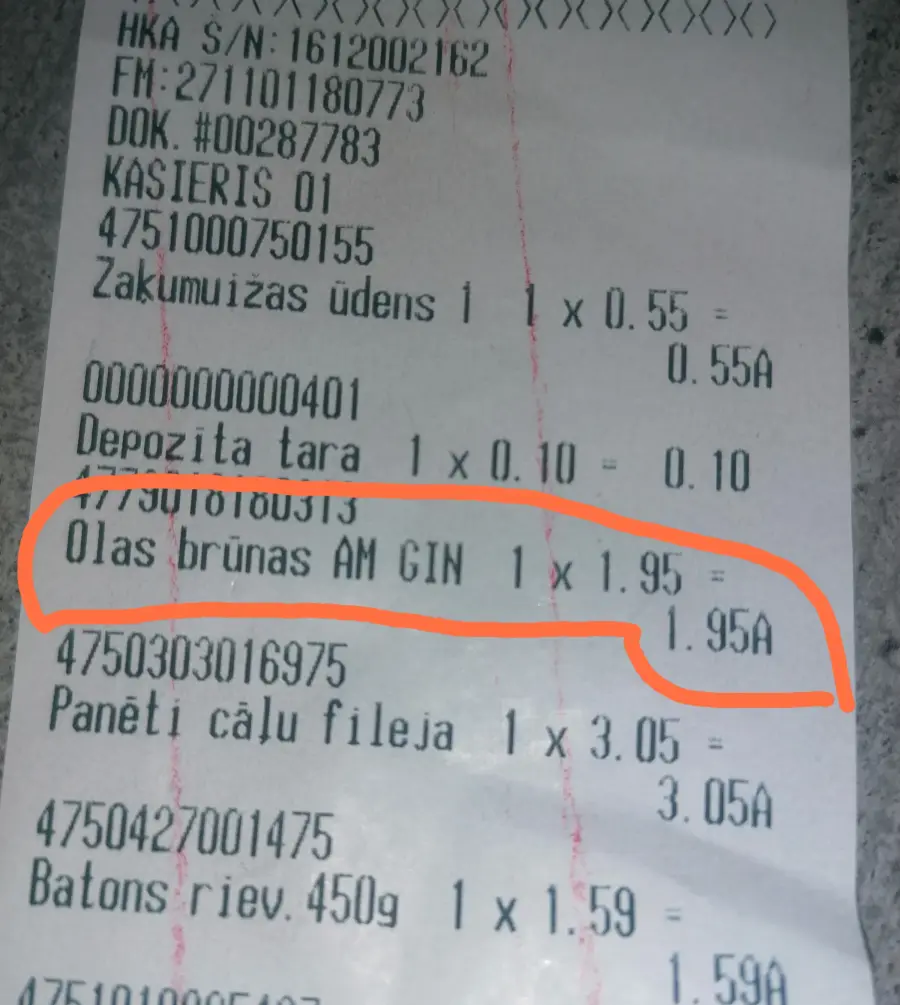 HKA S/N:1612002162
FM:271101180773
DOK. #00287783
KASIERIS 01
4751000750155
Zaķumuižas ūdens 1 1 x 0.55 =
0.55A
0000000000401
Depozīta tara 1 x 0.10 = 0.10
Olas brūnas AM GIN 1 x 1.95 =
1.95A
4750303016975
Panēti cāļu fileja 1 x 3.05 =
3.05A
4750427001475
Batons riev. 450g 1 x 1.59 =
1.59A